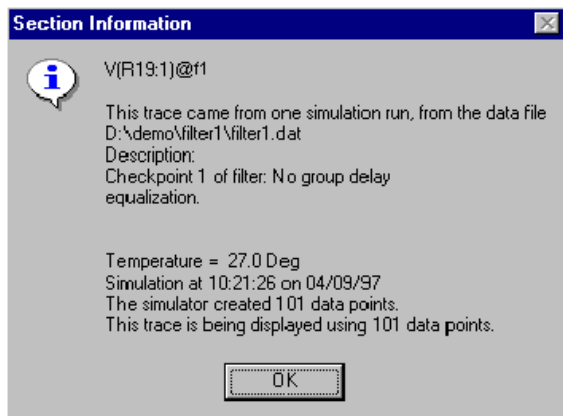 Section Information
V(R19:1)@f1
This trace came from one simulation run, from the data file
D:\demo\filter1\filter1.dat
Description:
Checkpoint 1 of filter: No group delay
equalization.
Temperature = 27.0 Deg
Simulation at 10:21:26 on 04/09/97
The simulator created 101 data points.
This trace is being displayed using 101 data points.
OK